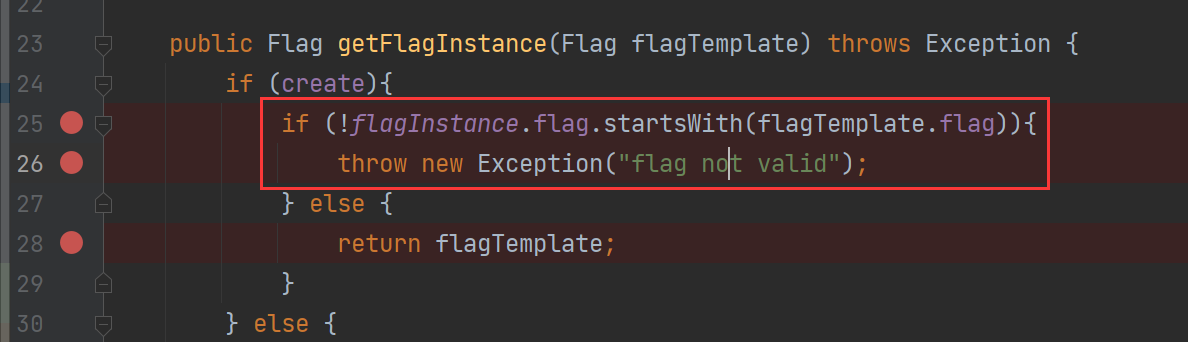 22
23 public Flag getFlagInstance(Flag flagTemplate) throws Exception {
24 if (create){
25 if (!flagInstance.flag.startsWith(flagTemplate.flag)){
26 throw new Exception("flag not valid");
27 } else {
28 return flagTemplate;
29 }
30 } else {